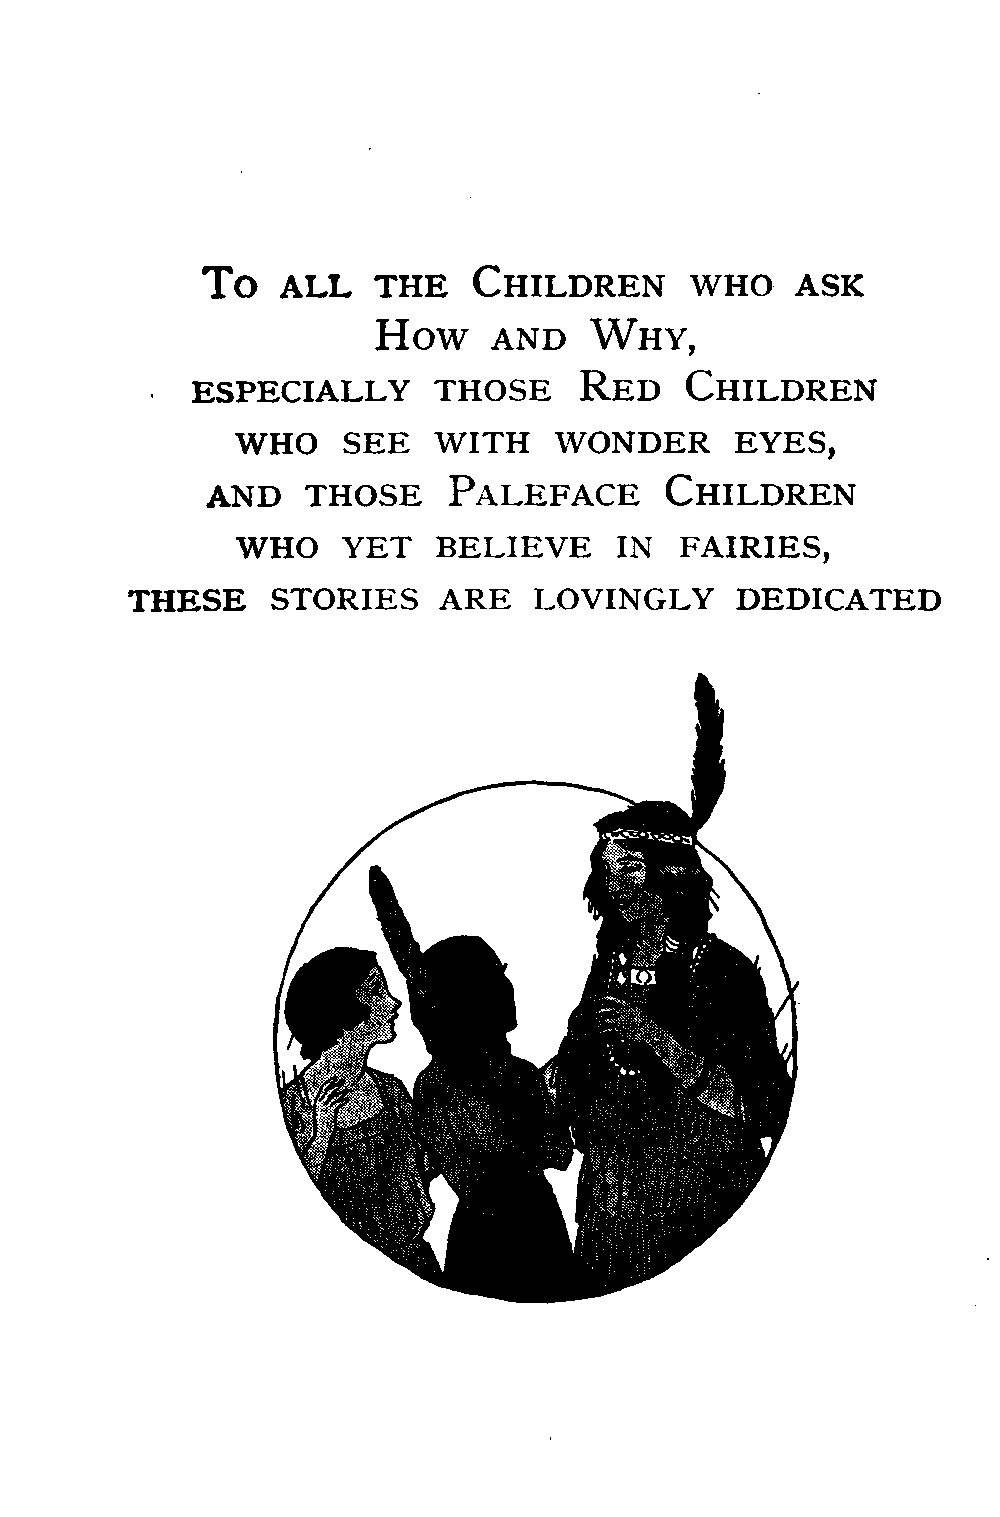 To all the Children who ask
How and Why,
especially those Red Children
who see with wonder eyes,
and those Paleface Children
who yet believe in fairies,
these stories are lovingly dedicated